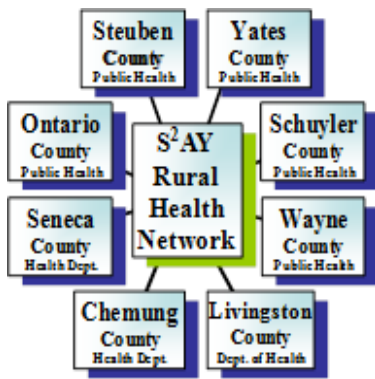 Steuben
County
Public Health
Yates
County
Public Health
Ontario
County
Public Health
S²AY
Rural
Health
Network
Schuyler
County
Public Health
Seneca
County
Health Dept.
Wayne
County
Public Health
Chemung
County
Health Dept.
Livingston
County
Dept. of Health